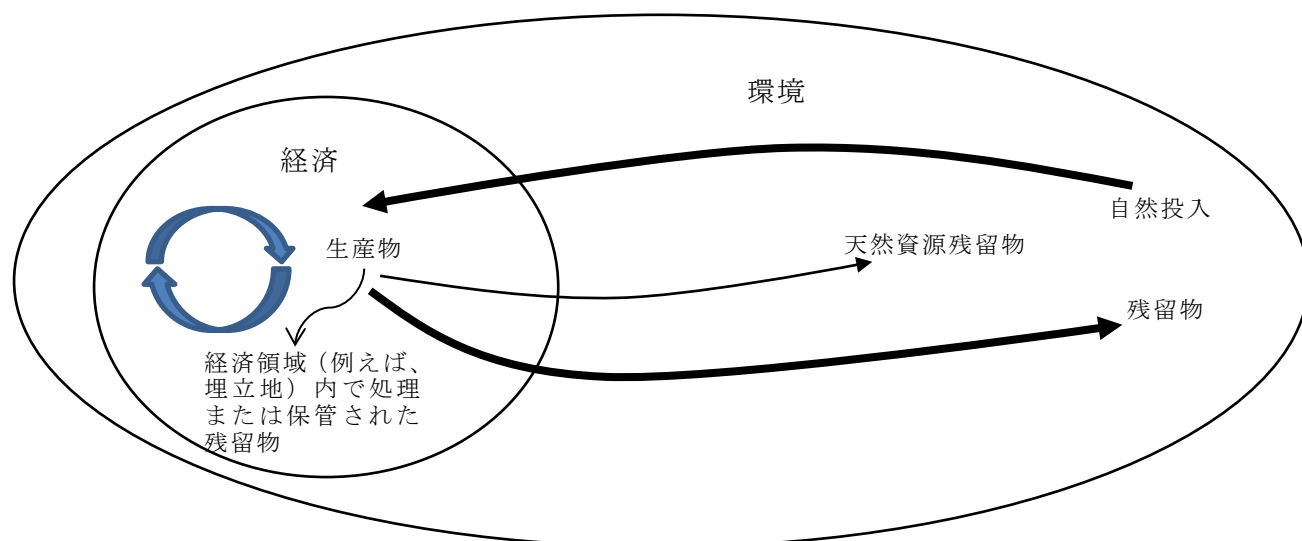 環境
経済
自然投入
生産物
天然資源残留物
残留物
経済領域（例えば、
埋立地）内で処理
または保管された
残留物